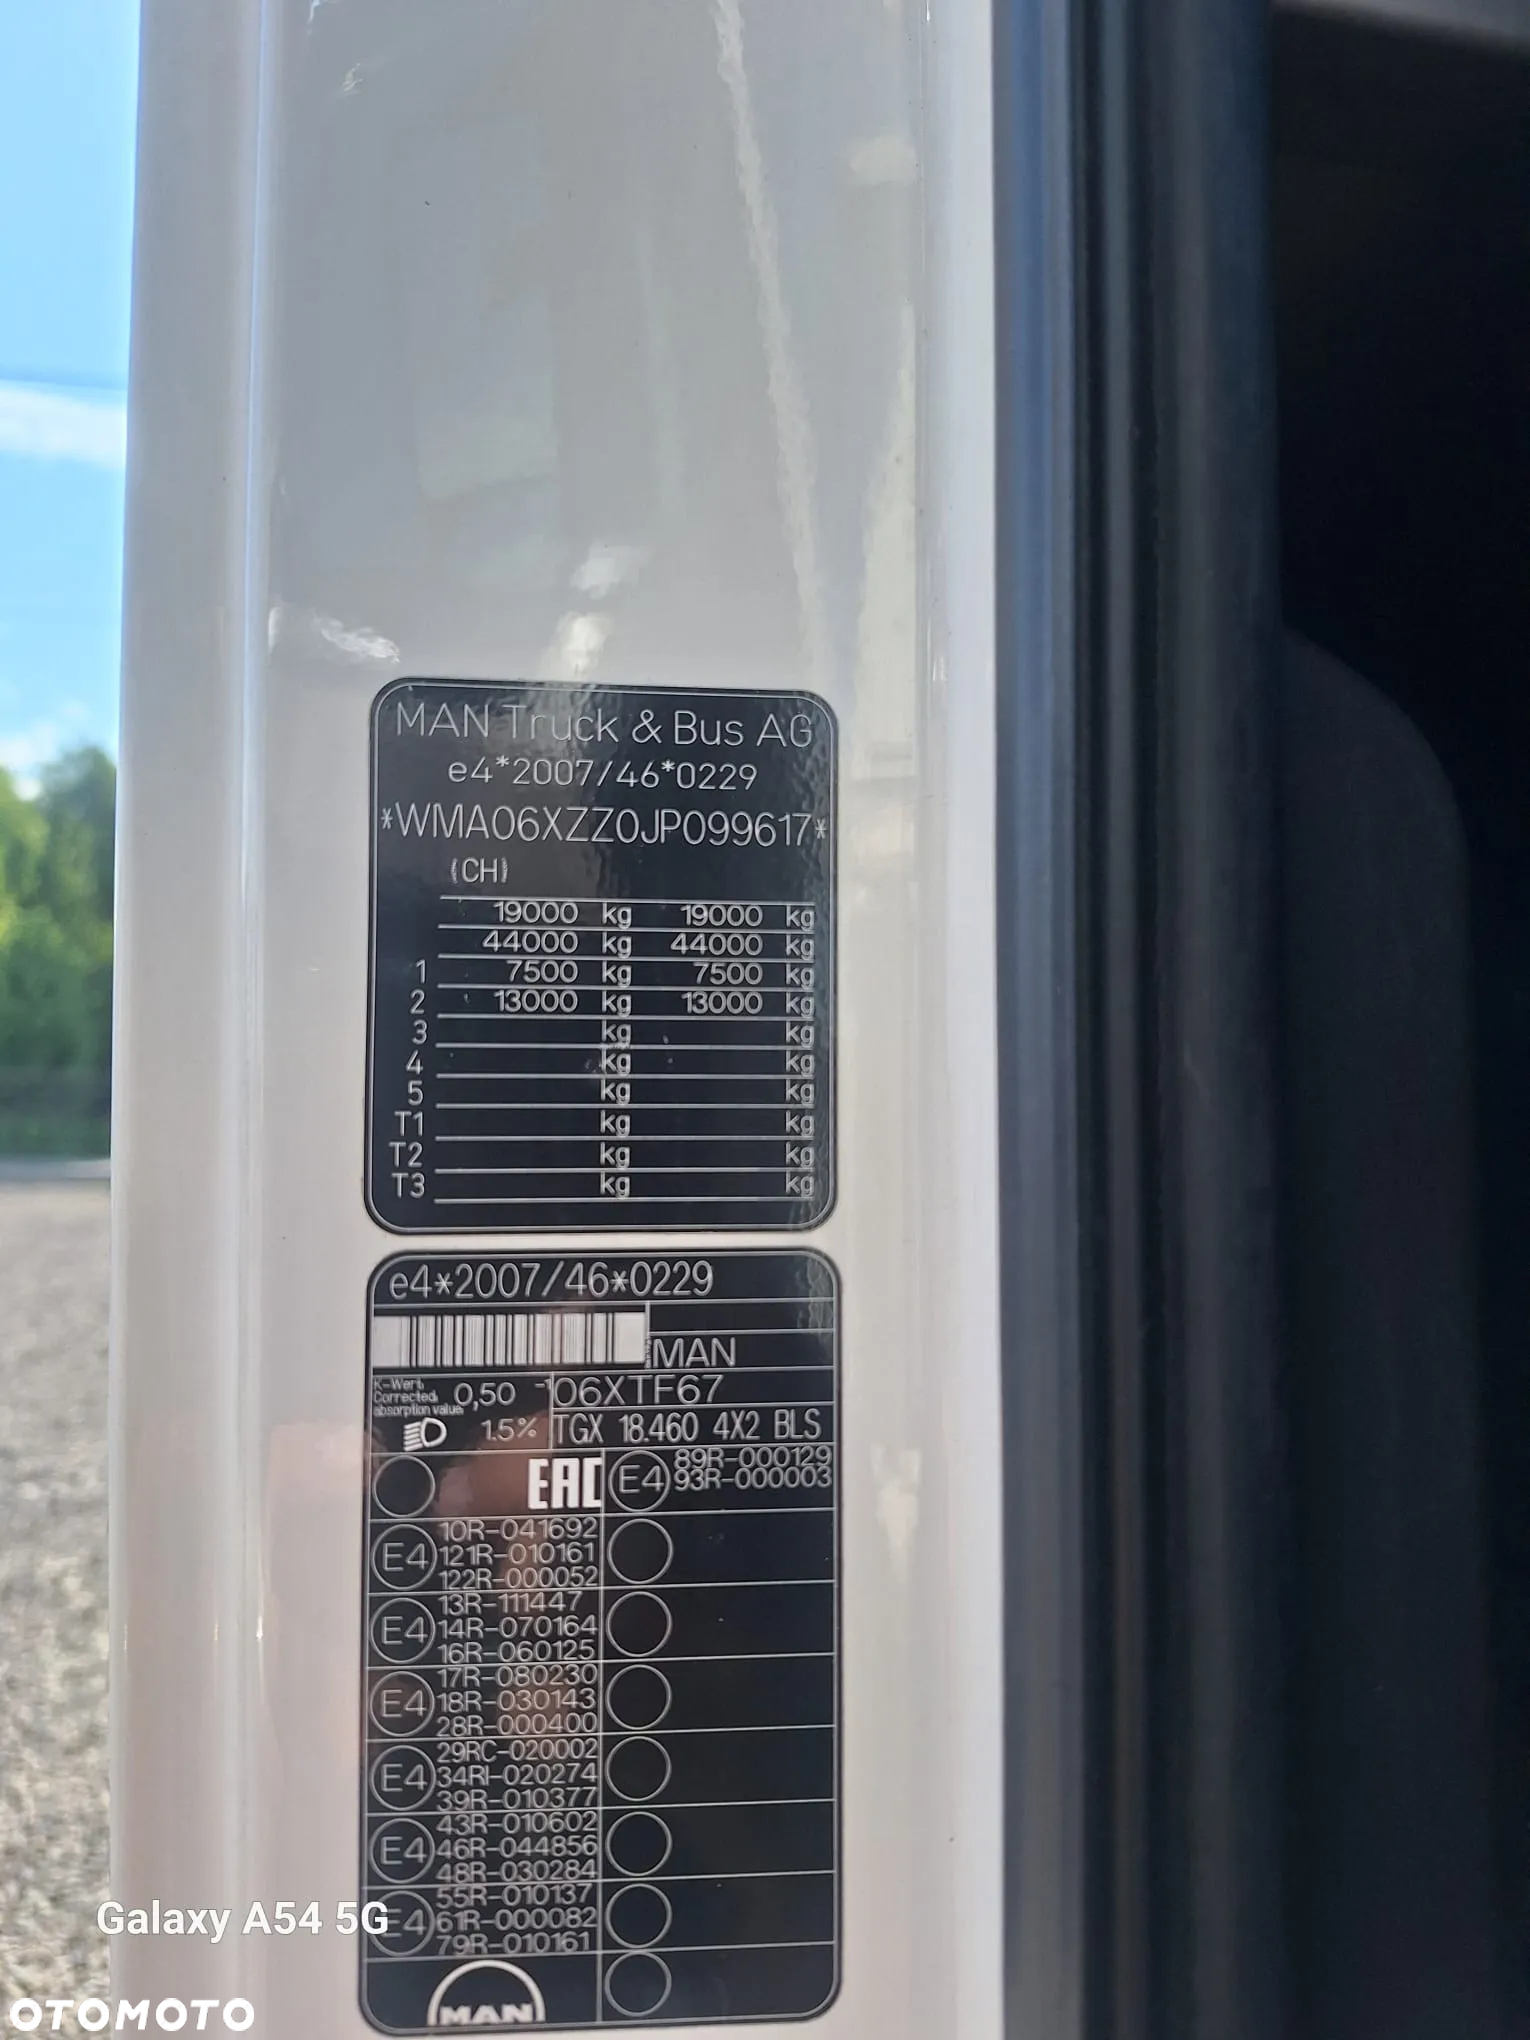 MAN Truck & Bus AG
e4*2007/46*0229
*WMA06XZZ0JP099617*
(CH)
19000 kg 19000 kg
44000 kg 44000 kg
1 7500 kg 7500 kg
2 13000 kg 13000 kg
3 kg kg
4 kg kg
5 kg kg
T1 kg kg
T2 kg kg
T3 kg kg
e4*2007/46*0229
MAN
K-Wert
Corrected
absorption value
0,50 -1
06XTF67
1.5%
TGX 18.460 4X2 BLS
EAC
E4
89R-000129
93R-000003
E4
10R-041692
121R-010161
122R-000052
E4
13R-111447
14R-070164
16R-060125
E4
17R-080230
18R-030143
28R-000400
E4
29RC-020002
34RI-020274
39R-010377
E4
43R-010602
46R-044856
48R-030284
E4
55R-010137
61R-000082
79R-010161
MAN
Galaxy A54 5G
OTOMOTO